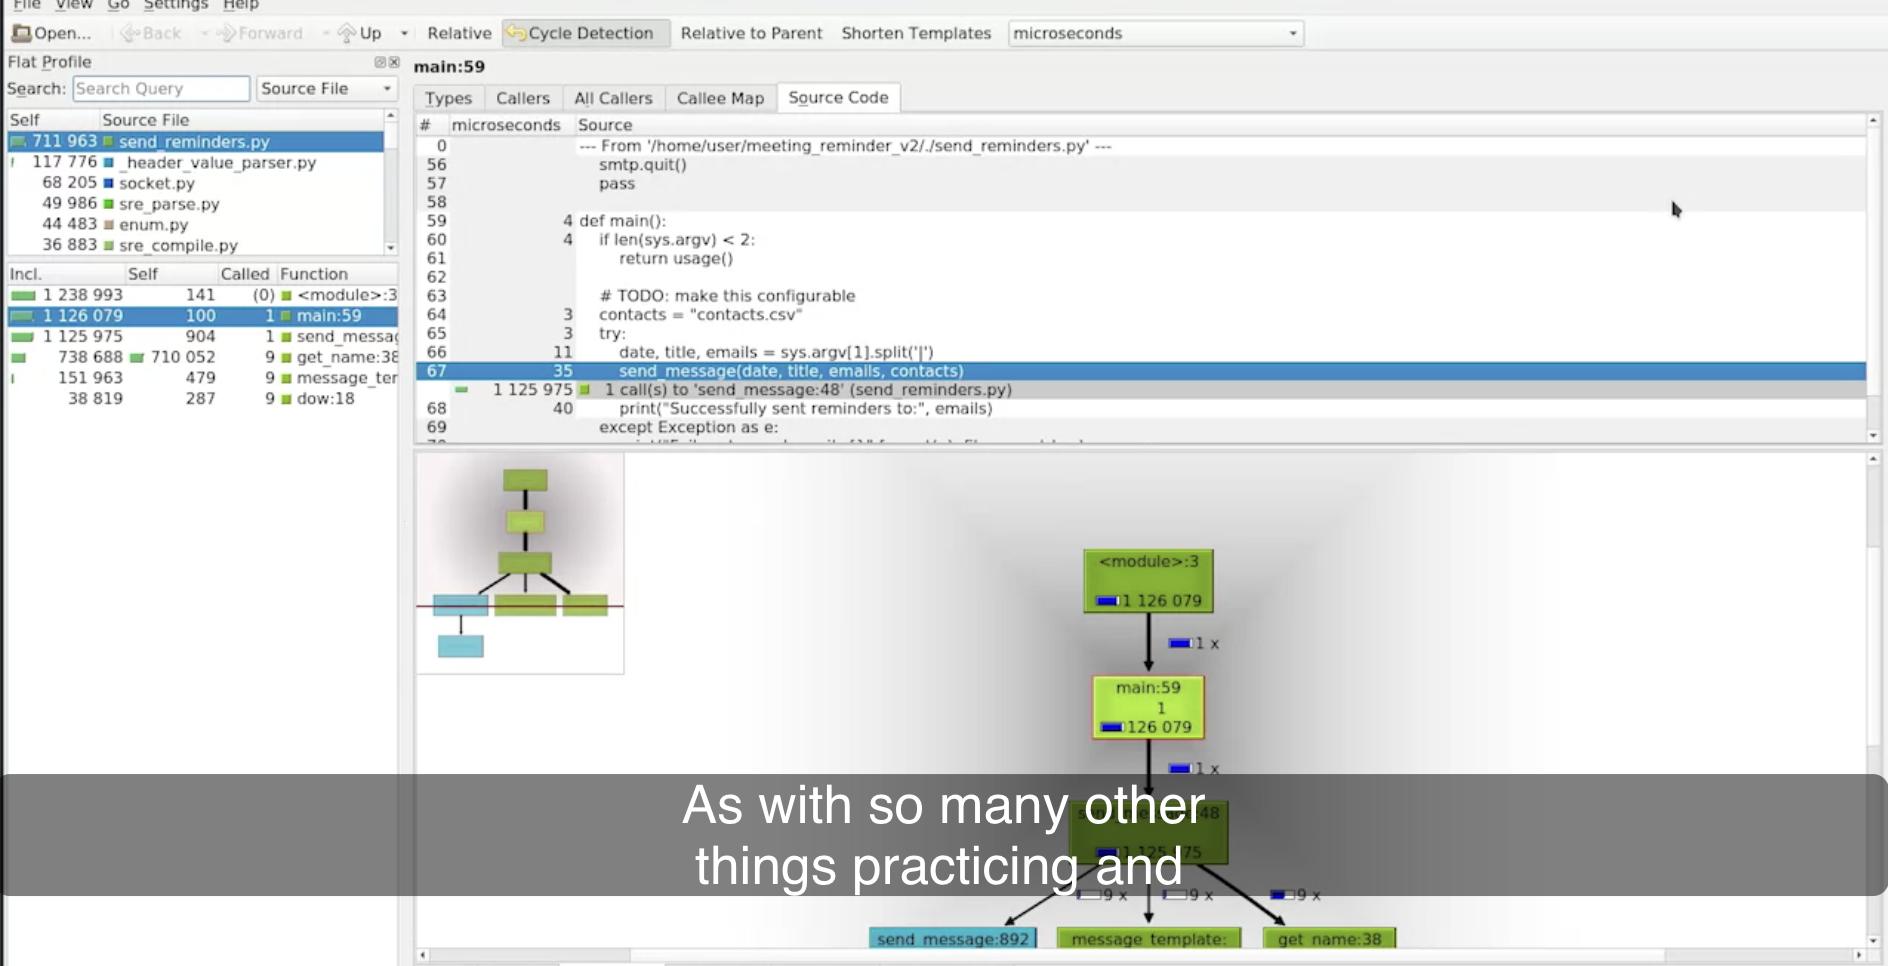 File View Go Settings Help
Open... Back Forward Up Relative Cycle Detection Relative to Parent Shorten Templates microseconds
Flat Profile
Search: Search Query Source File
Self Source File
711 963 send_reminders.py
117 776 _header_value_parser.py
68 205 socket.py
49 986 sre_parse.py
44 483 enum.py
36 883 sre_compile.py
Incl. Self Called Function
1 238 993 141 (0) <module>:3
1 126 079 100 1 main:59
1 125 975 904 1 send_messag
738 688 710 052 9 get_name:38
151 963 479 9 message_ter
38 819 287 9 dow:18
main:59
Types Callers All Callers Callee Map Source Code
# microseconds Source
0 --- From '/home/user/meeting_reminder_v2/./send_reminders.py' ---
56 smtp.quit()
57 pass
58
59 4 def main():
60 4 if len(sys.argv) < 2:
61 return usage()
62
63 # TODO: make this configurable
64 3 contacts = "contacts.csv"
65 3 try:
66 11 date, title, emails = sys.argv[1].split('|')
67 35 send_message(date, title, emails, contacts)
1 125 975 1 call(s) to 'send_message:48' (send_reminders.py)
68 40 print("Successfully sent reminders to:", emails)
69 except Exception as e:
<module>:3
1 126 079
1 x
main:59
1
126 079
1 x
As with so many other
things practicing and
9 x 9 x 9 x
send_message:892 message_template: get_name:38